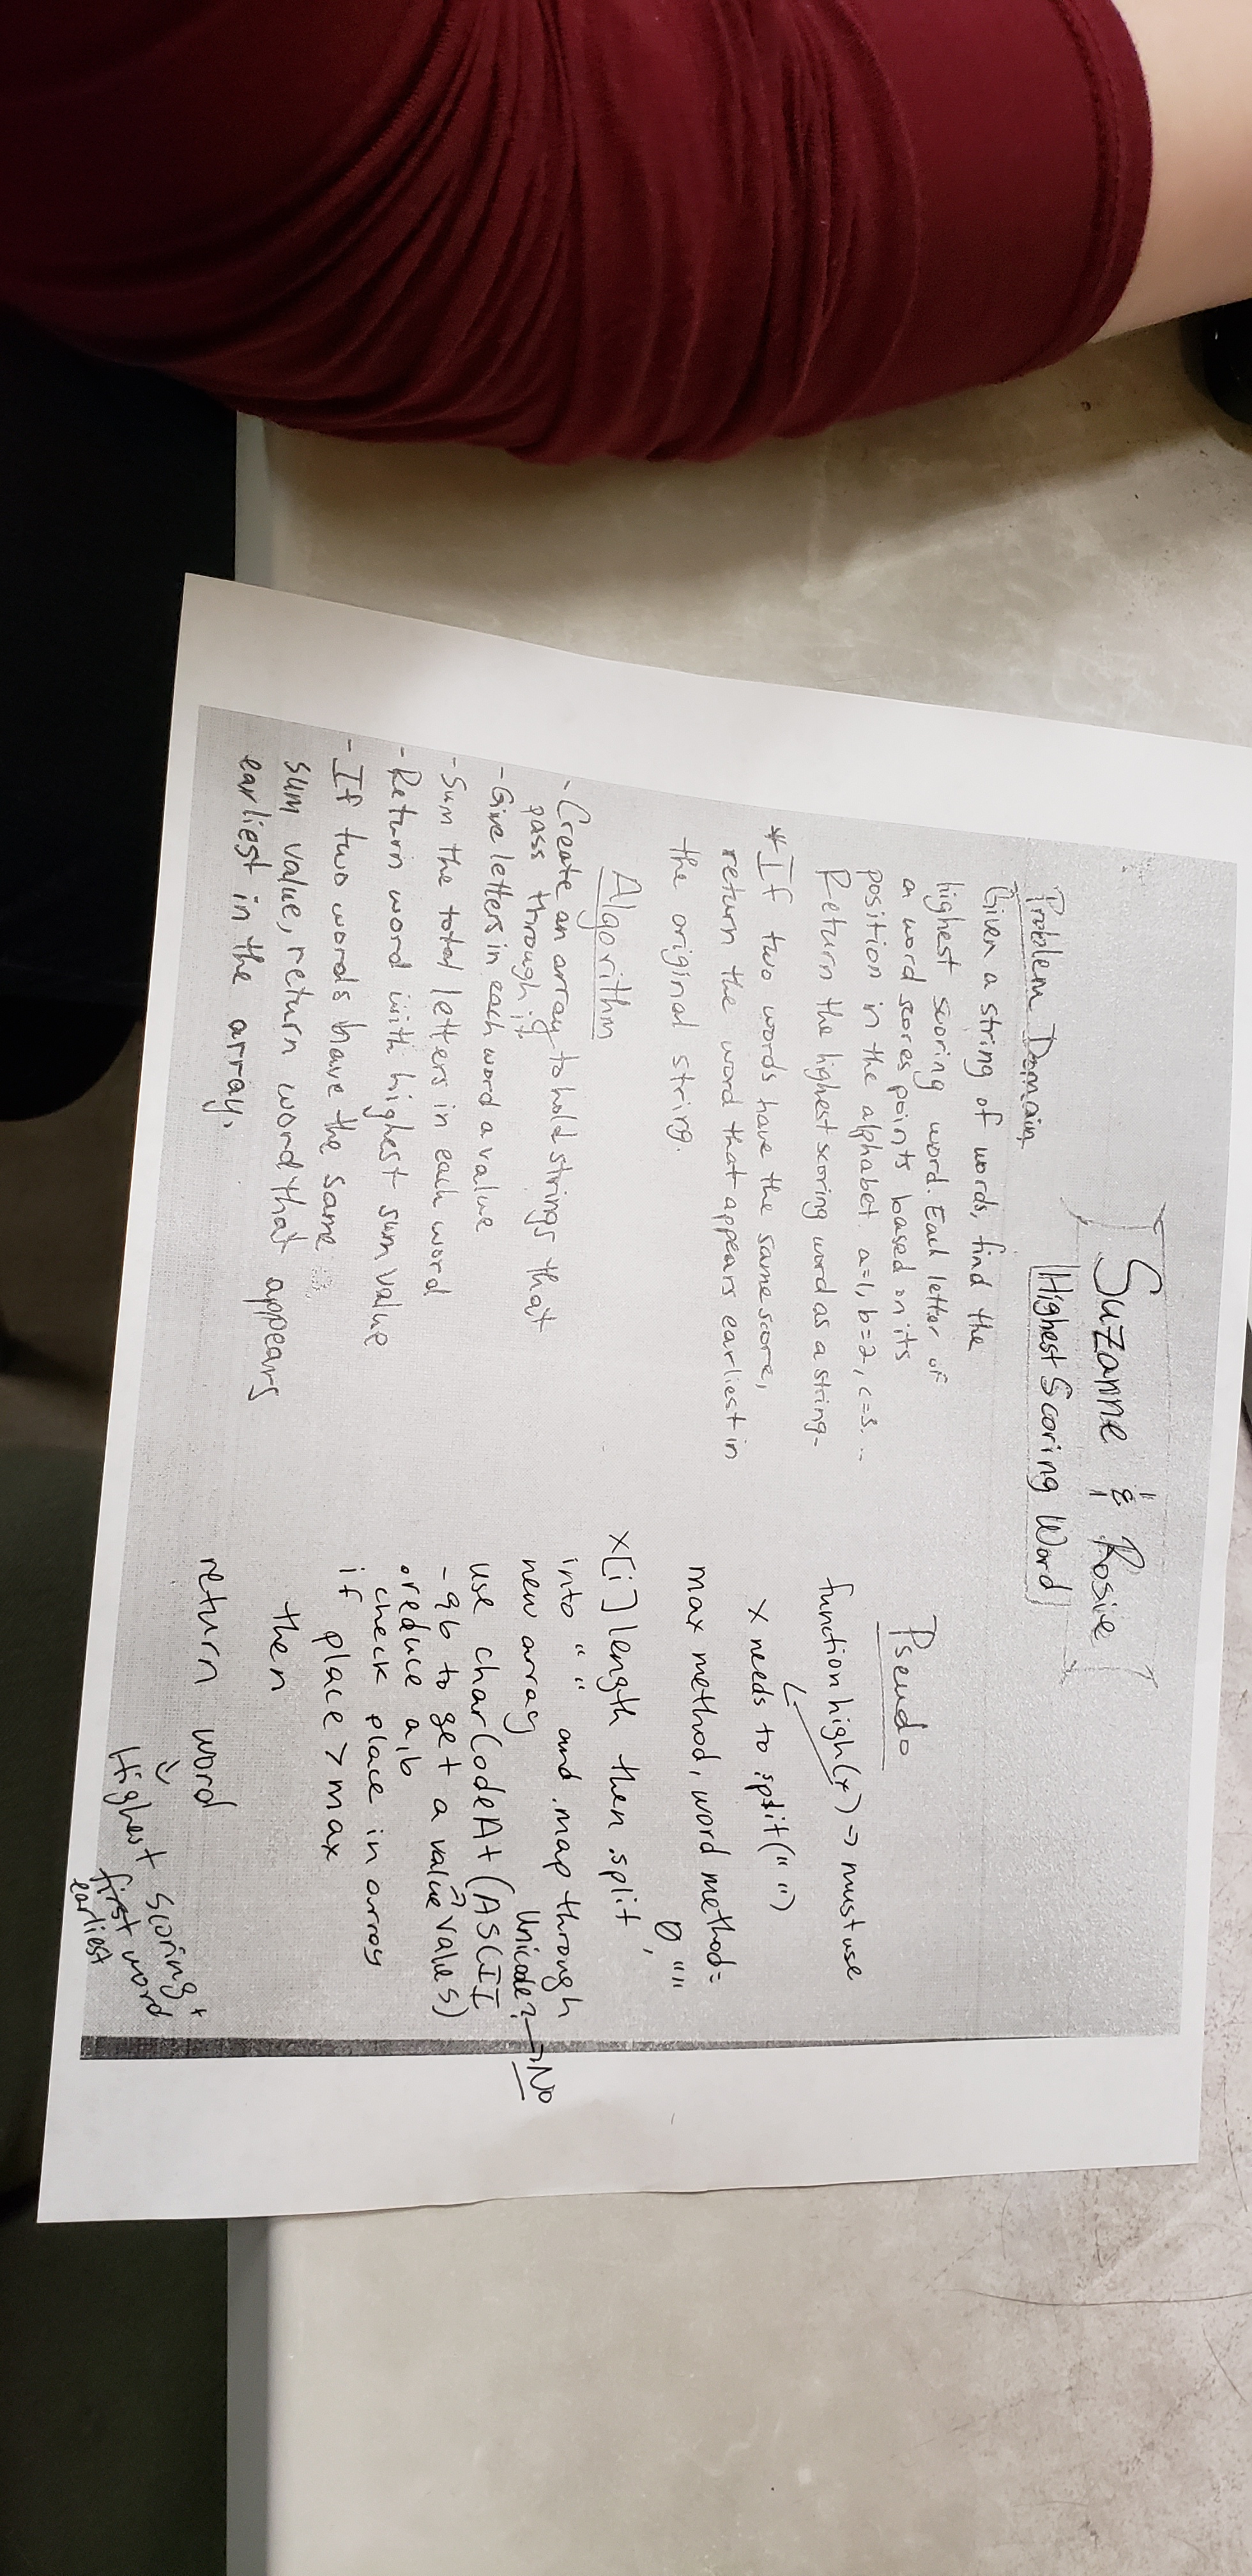 Suzanne & Rosie
Highest Scoring Word
Problem Domain
Given a string of words, find the
highest scoring word. Each letter of
a word scores points based on its
position in the alphabet. a=1, b=2, c=3...
Return the highest scoring word as a string.
* If two words have the same score,
return the word that appears earliest in
the original string.
Algorithm
- Create an array to hold strings that
pass through it
- Give letters in each word a value
- Sum the total letters in each word
- Return word with highest sum value
- If two words have the same
sum value, return word that appears
earliest in the array.
Pseudo
function high(x) → must use
x needs to split(" ")
max method, word method =
0, ""
x[i] length then split
into " " and .map through
new array
Unicode? → No
use charCodeAt (ASCII
- 96 to get a value values)
.reduce a,b
check place in array
if place > max
then
return word
Highest scoring +
first word
earliest